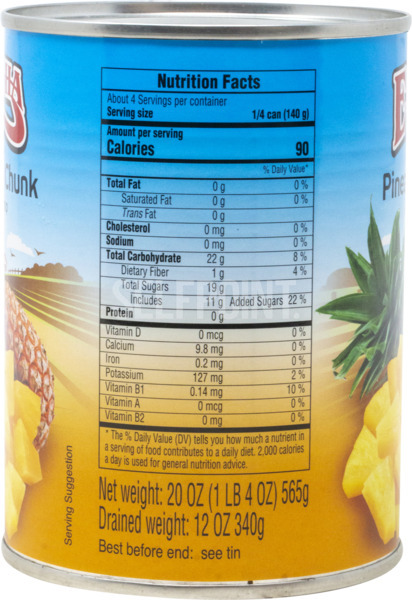 Nutrition Facts
About 4 Servings per container
Serving size 1/4 can (140 g)
Amount per serving
Calories 90
% Daily Value*
Total Fat 0 g 0 %
Saturated Fat 0 g 0 %
Trans Fat 0 g
Cholesterol 0 mg 0 %
Sodium 0 mg 0 %
Total Carbohydrate 22 g 8 %
Dietary Fiber 1 g 4 %
Total Sugars 19 g
Includes 11 g Added Sugars 22 %
Protein 0 g
Vitamin D 0 mcg 0 %
Calcium 9.8 mg 0 %
Iron 0.2 mg 0 %
Potassium 127 mg 2 %
Vitamin B1 0.14 mg 10 %
Vitamin A 0 mcg 0 %
Vitamin B2 0 mg 0 %
* The % Daily Value (DV) tells you how much a nutrient in
a serving of food contributes to a daily diet. 2,000 calories
a day is used for general nutrition advice.
Net weight: 20 OZ (1 LB 4 OZ) 565g
Drained weight: 12 OZ 340g
Best before end: see tin
Serving Suggestion
Chunk
Pine